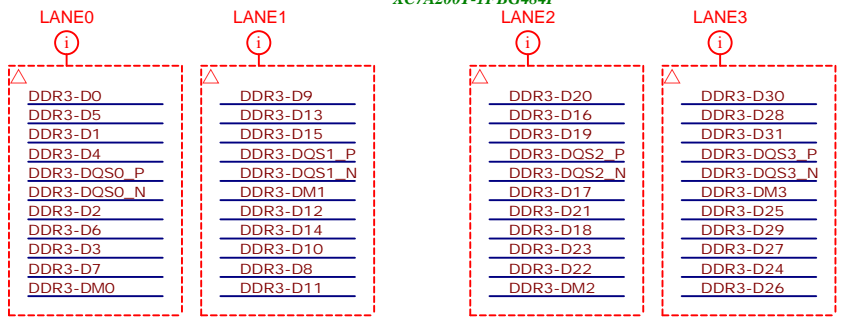 LANE0
i
DDR3-D0
DDR3-D5
DDR3-D1
DDR3-D4
DDR3-DQS0_P
DDR3-DQS0_N
DDR3-D2
DDR3-D6
DDR3-D3
DDR3-D7
DDR3-DM0
LANE1
i
DDR3-D9
DDR3-D13
DDR3-D15
DDR3-DQS1_P
DDR3-DQS1_N
DDR3-DM1
DDR3-D12
DDR3-D14
DDR3-D10
DDR3-D8
DDR3-D11
XC7A200T-1FBG484I
LANE2
i
DDR3-D20
DDR3-D16
DDR3-D19
DDR3-DQS2_P
DDR3-DQS2_N
DDR3-D17
DDR3-D21
DDR3-D18
DDR3-D23
DDR3-D22
DDR3-DM2
LANE3
i
DDR3-D30
DDR3-D28
DDR3-D31
DDR3-DQS3_P
DDR3-DQS3_N
DDR3-DM3
DDR3-D25
DDR3-D29
DDR3-D27
DDR3-D24
DDR3-D26